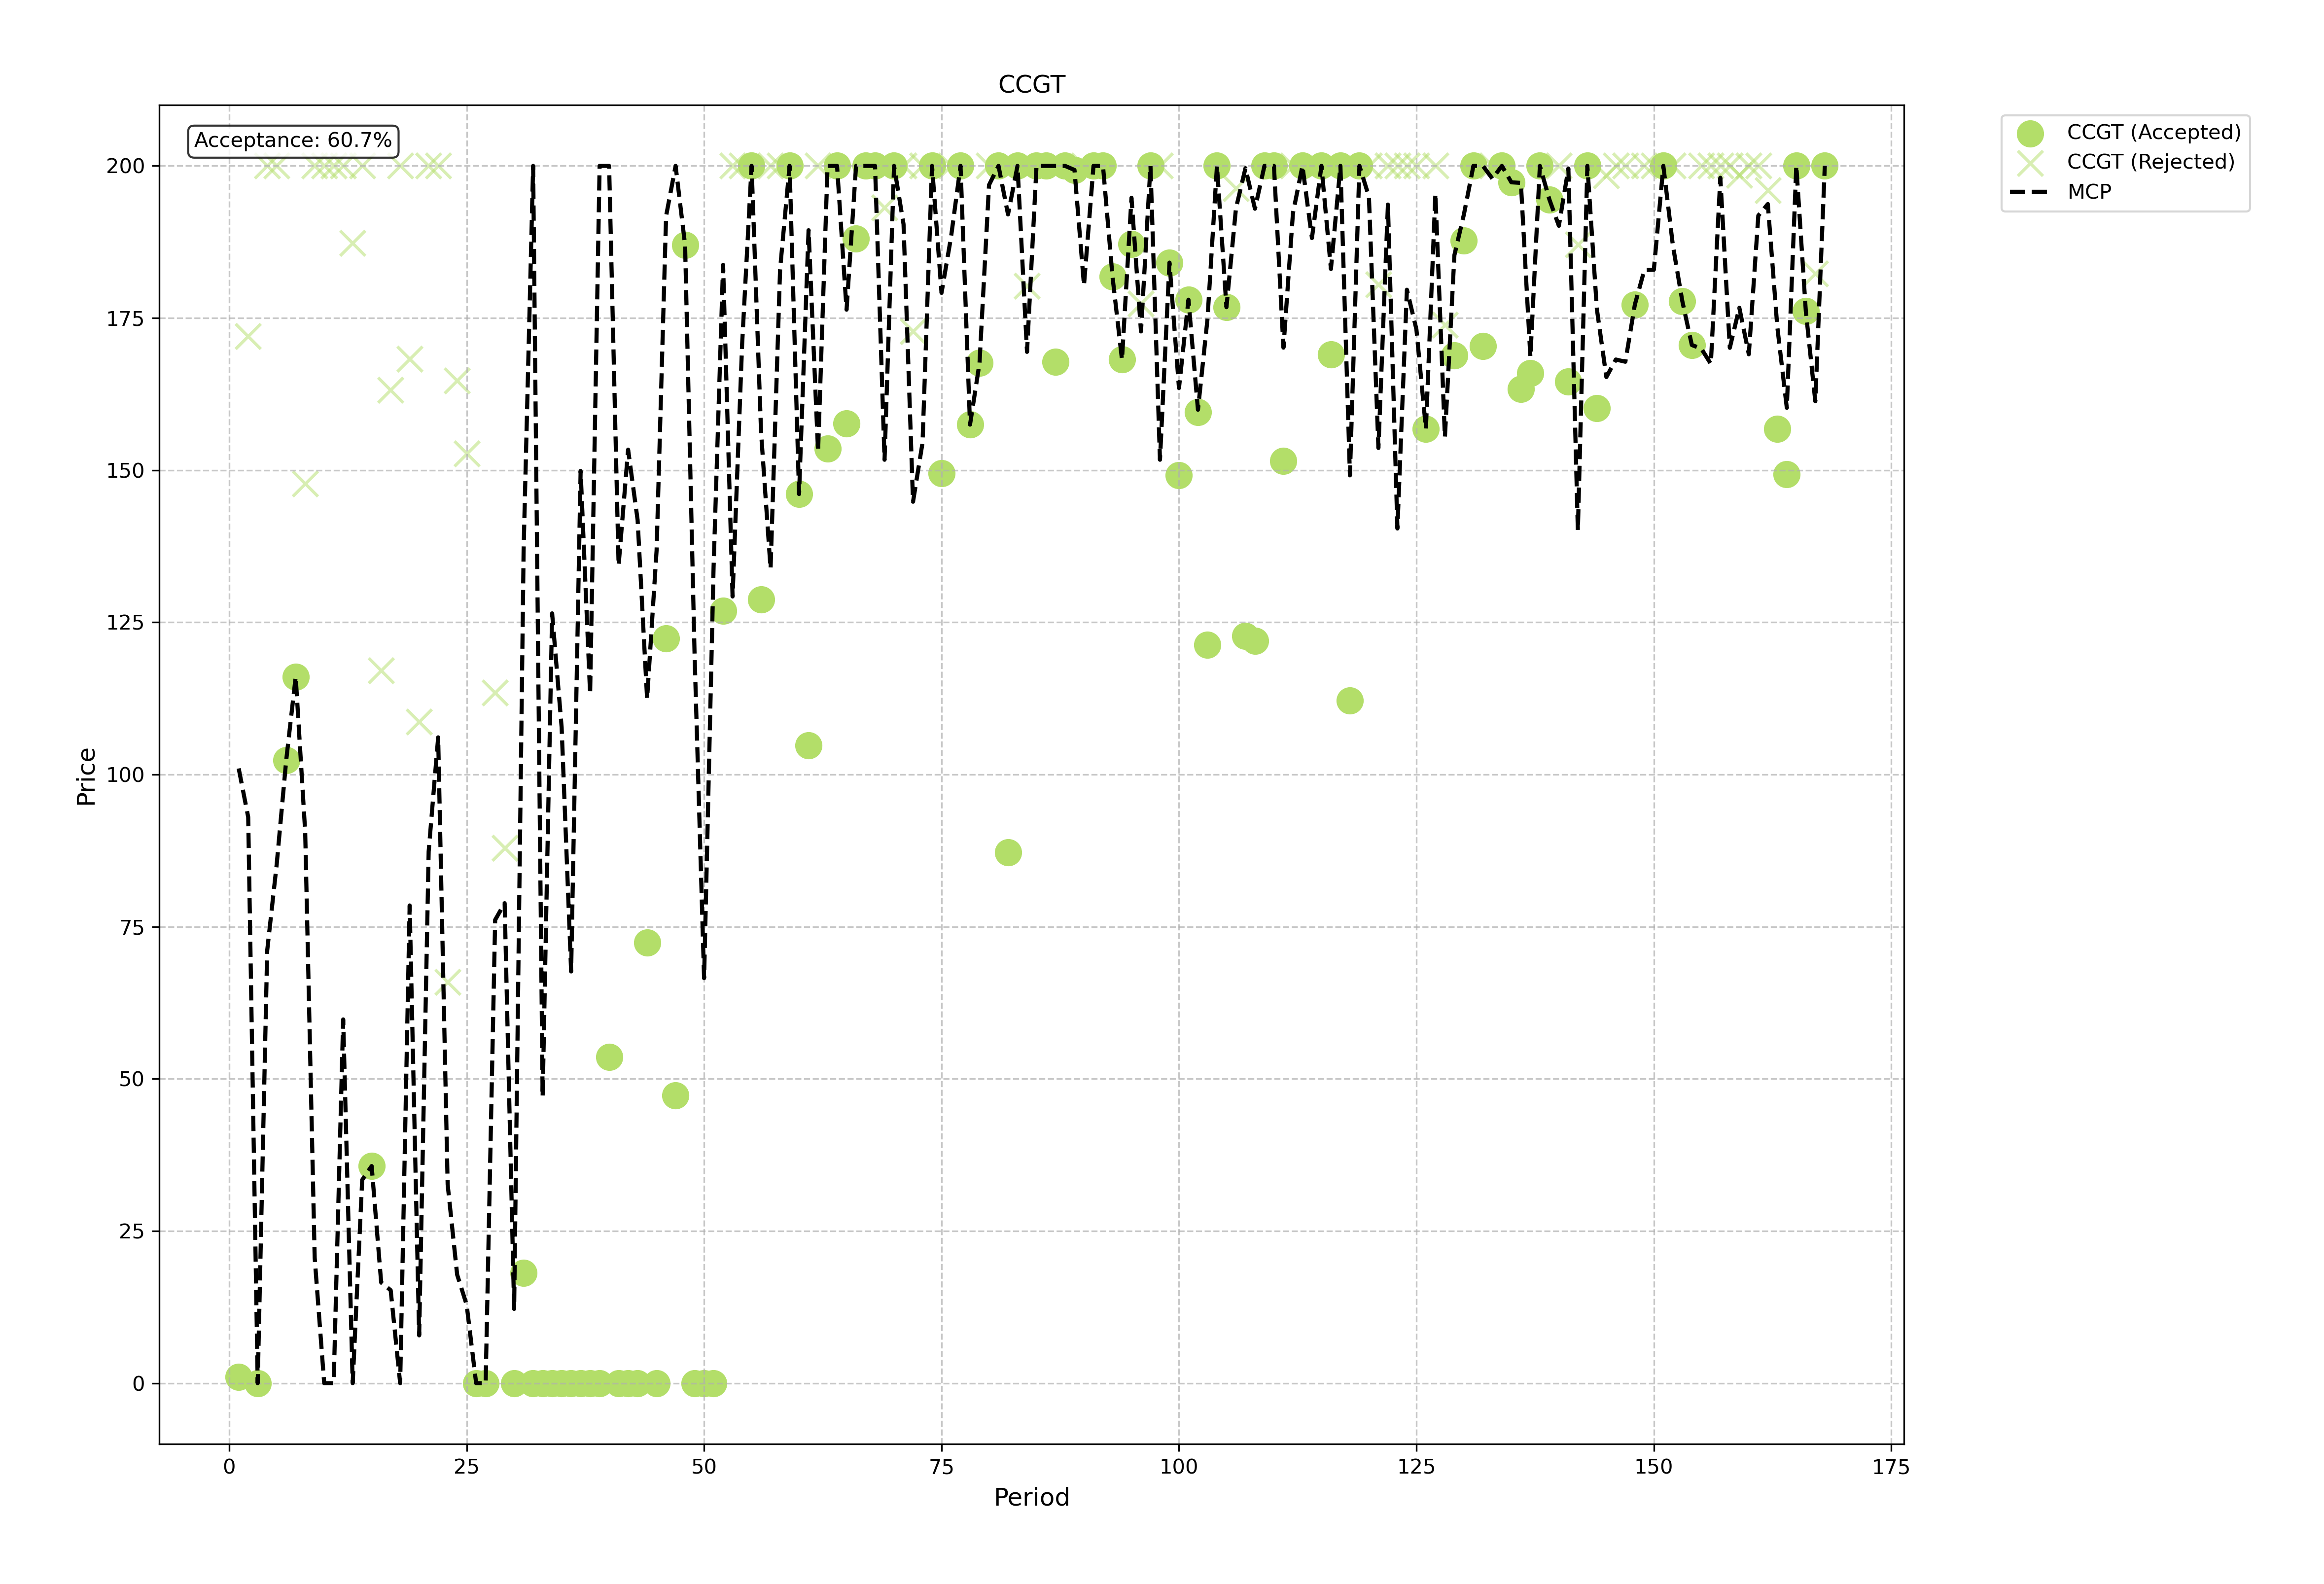 CCGT
Acceptance: 60.7%
CCGT (Accepted)
CCGT (Rejected)
MCP
200
175
150
125
100
75
50
25
0
Price
0 25 50 75 100 125 150 175
Period